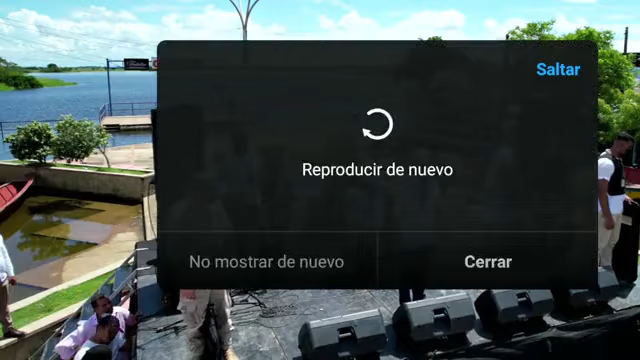 Saltar
Reproducir de nuevo
No mostrar de nuevo
Cerrar